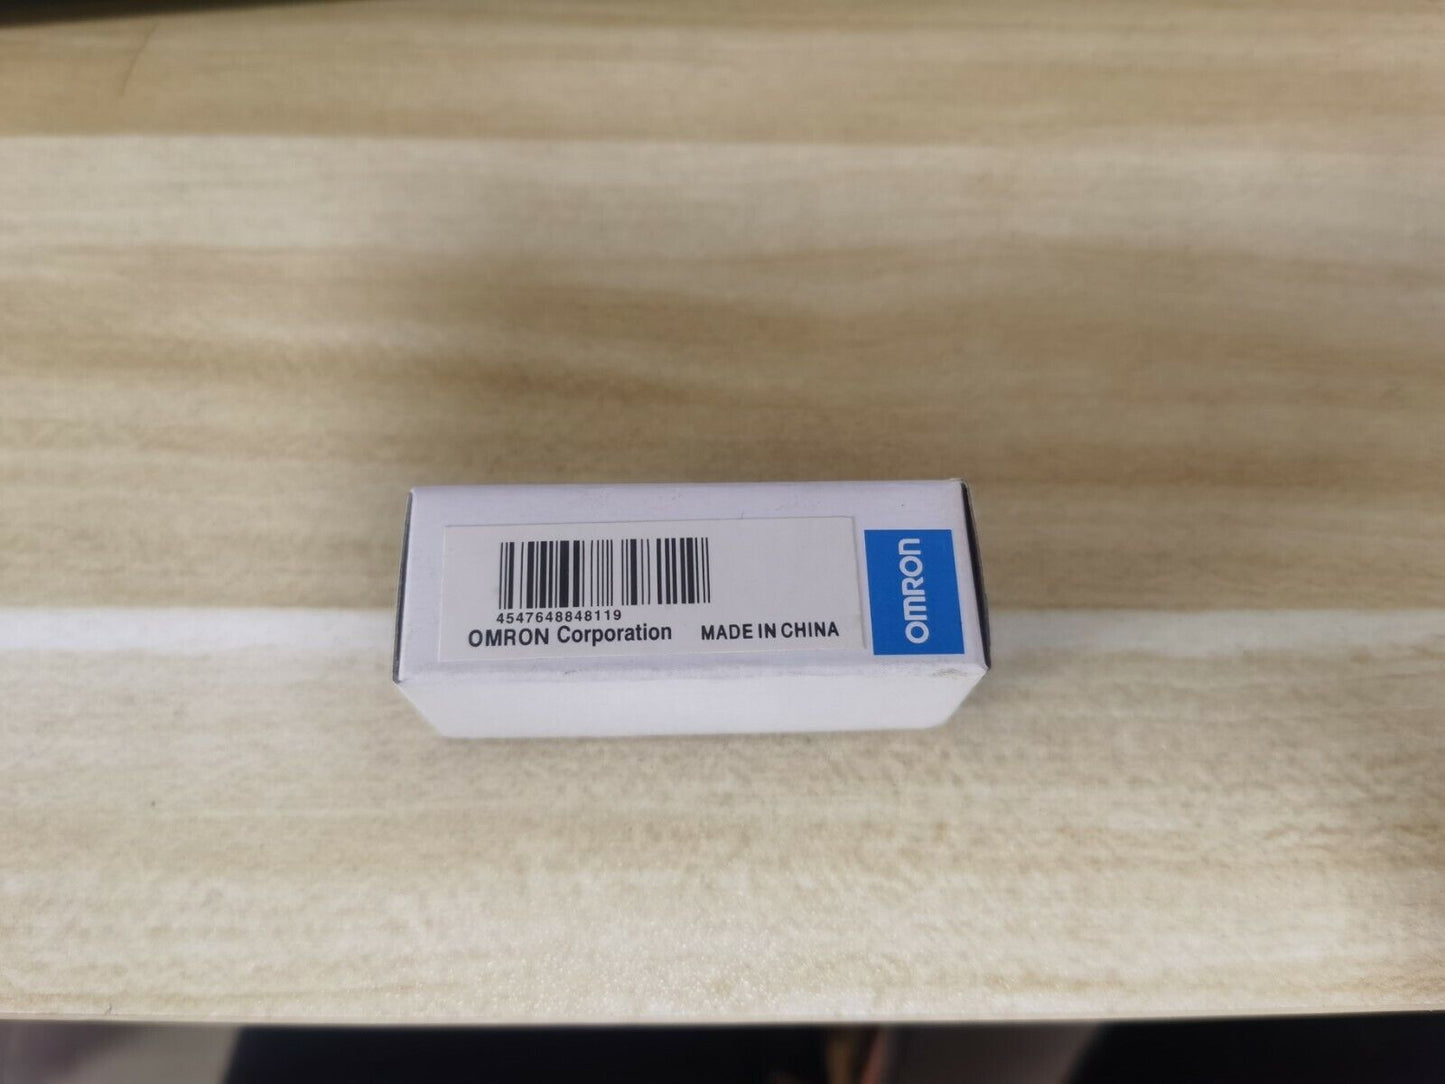 4547648848119
OMRON Corporation MADE IN CHINA
OMRON